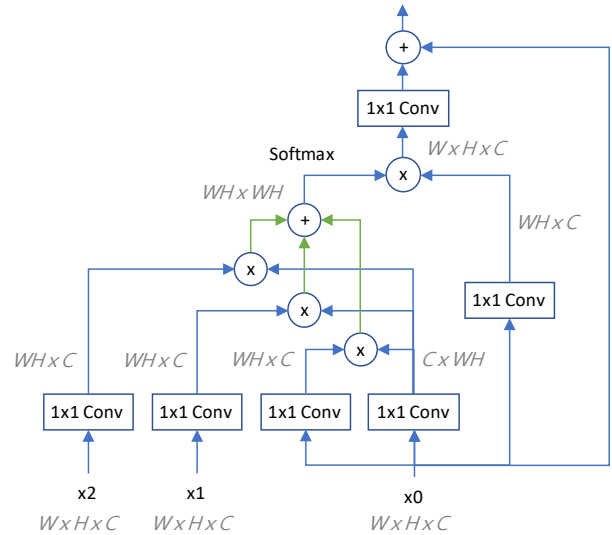 +
1x1 Conv
W x H x C
Softmax
x
WH x WH
+
WH x C
x
1x1 Conv
x
x
WH x C
WH x C
WH x C
C x WH
1x1 Conv
1x1 Conv
1x1 Conv
1x1 Conv
x2
x1
x0
W x H x C
W x H x C
W x H x C